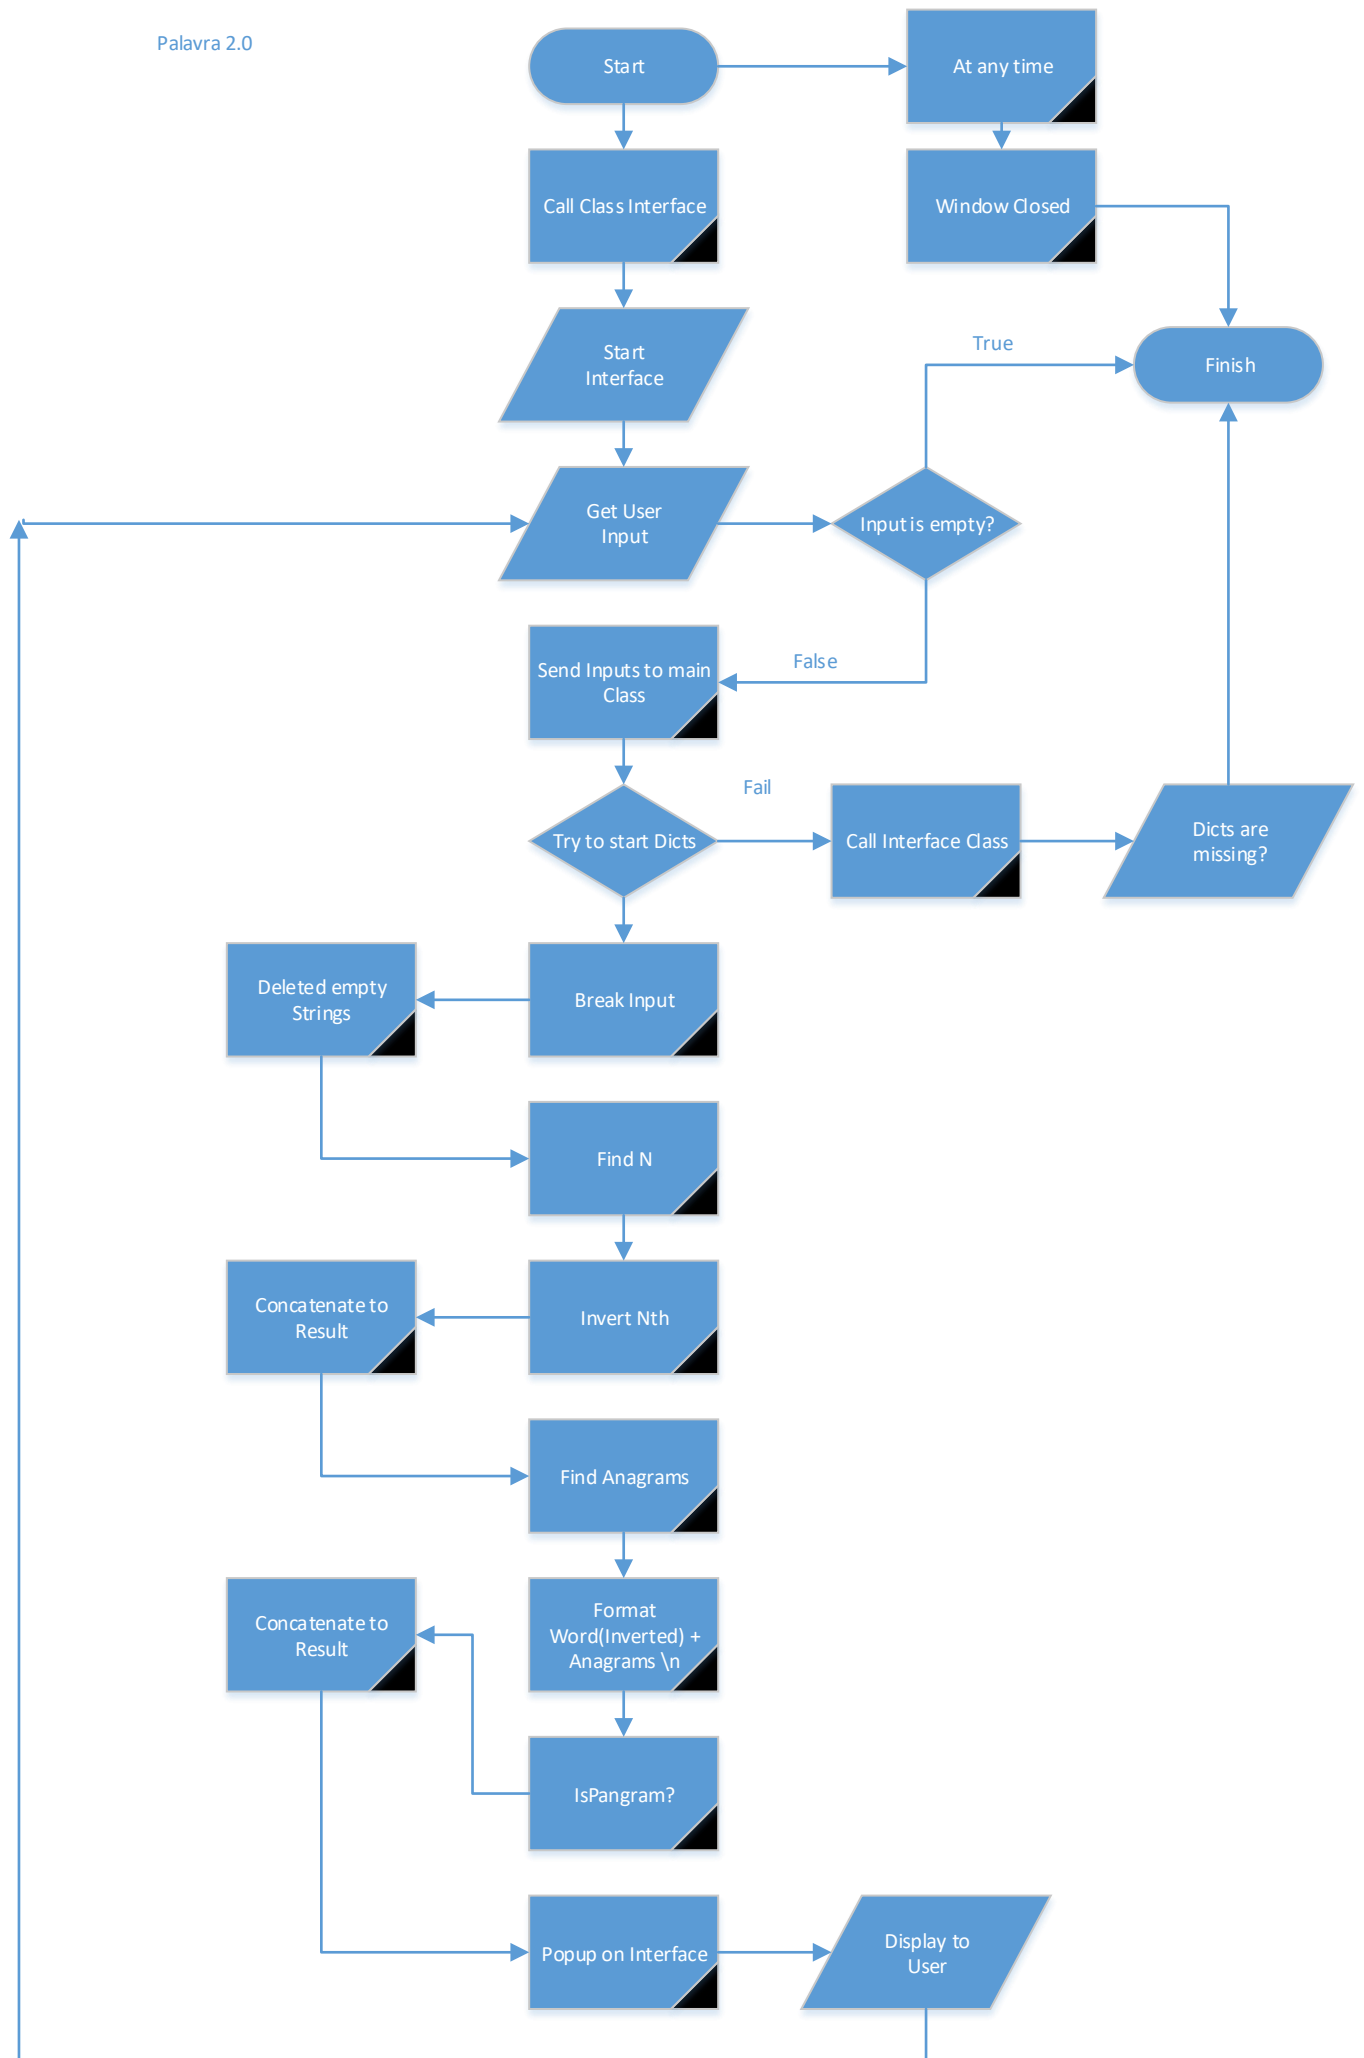 Palavra 2.0
Start
At any time
Call Class Interface
Window Closed
Start
Interface
True
Finish
Get User
Input
Input is empty?
Send Inputs to main
Class
False
Fail
Try to start Dicts
Call Interface Class
Dicts are
missing?
Deleted empty
Strings
Break Input
Find N
Concatenate to
Result
Invert Nth
Find Anagrams
Concatenate to
Result
Format
Word(Inverted) +
Anagrams \n
IsPangram?
Popup on Interface
Display to
User